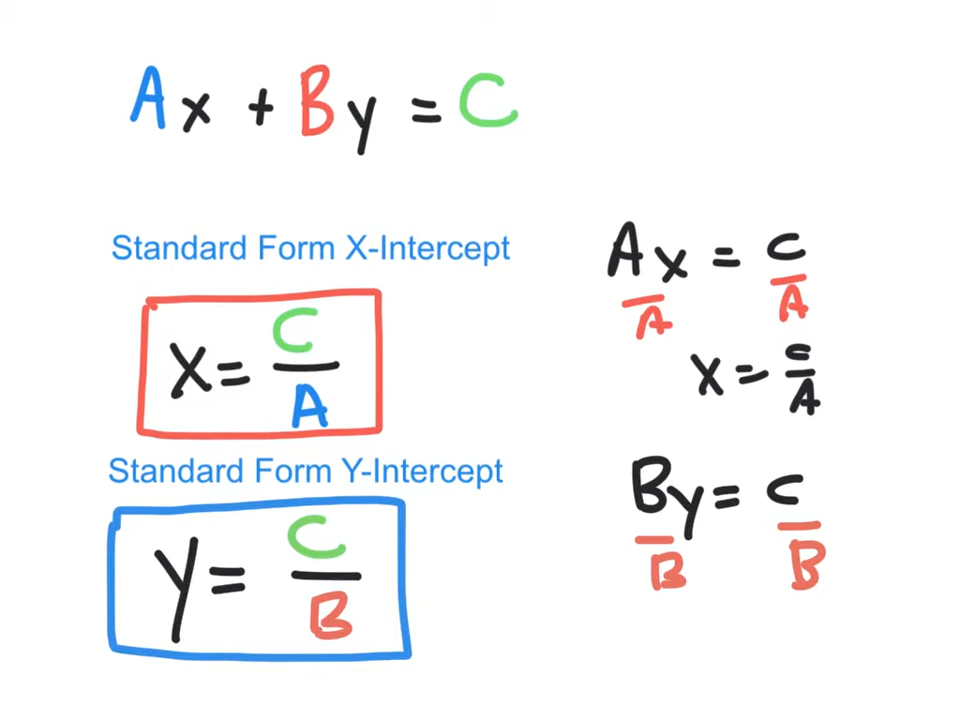 Ax + By = C
Standard Form X-Intercept
X = C/A
Standard Form Y-Intercept
Y = C/B
Ax = C
A A
X = C/A
By = C
B B